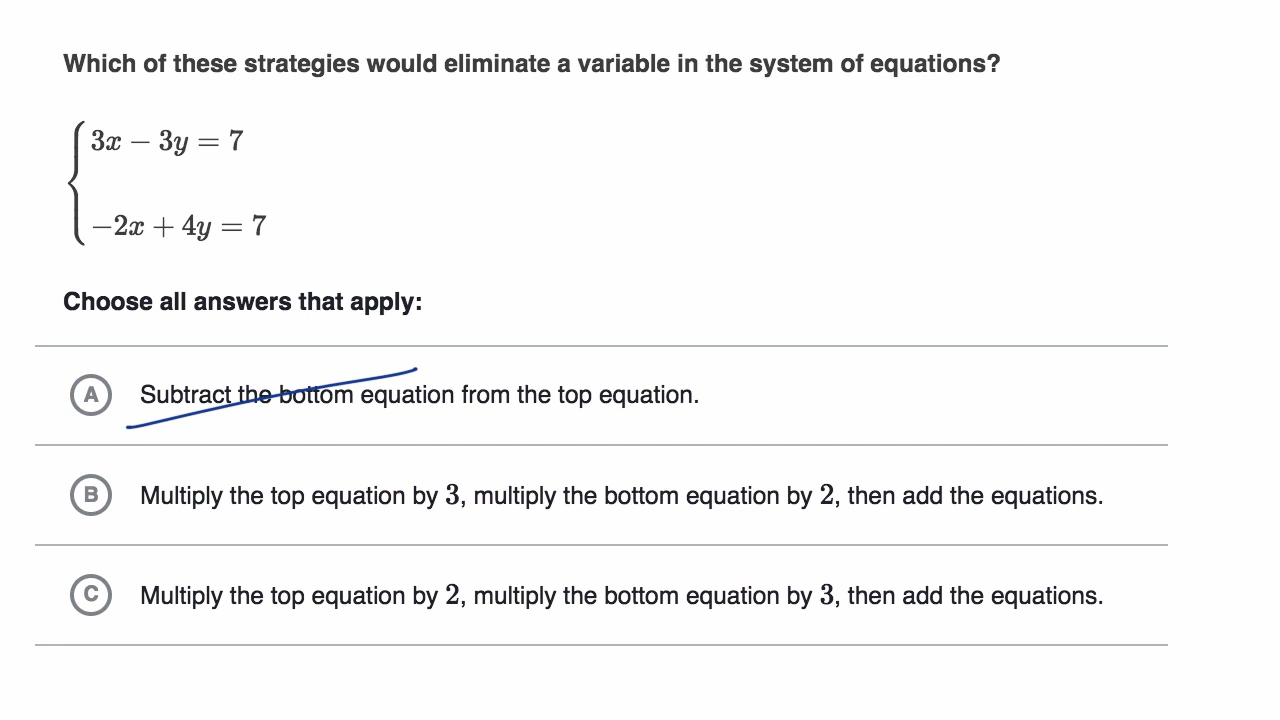 Which of these strategies would eliminate a variable in the system of equations?
3x − 3y = 7
−2x + 4y = 7
Choose all answers that apply:
A Subtract the bottom equation from the top equation.
B Multiply the top equation by 3, multiply the bottom equation by 2, then add the equations.
C Multiply the top equation by 2, multiply the bottom equation by 3, then add the equations.